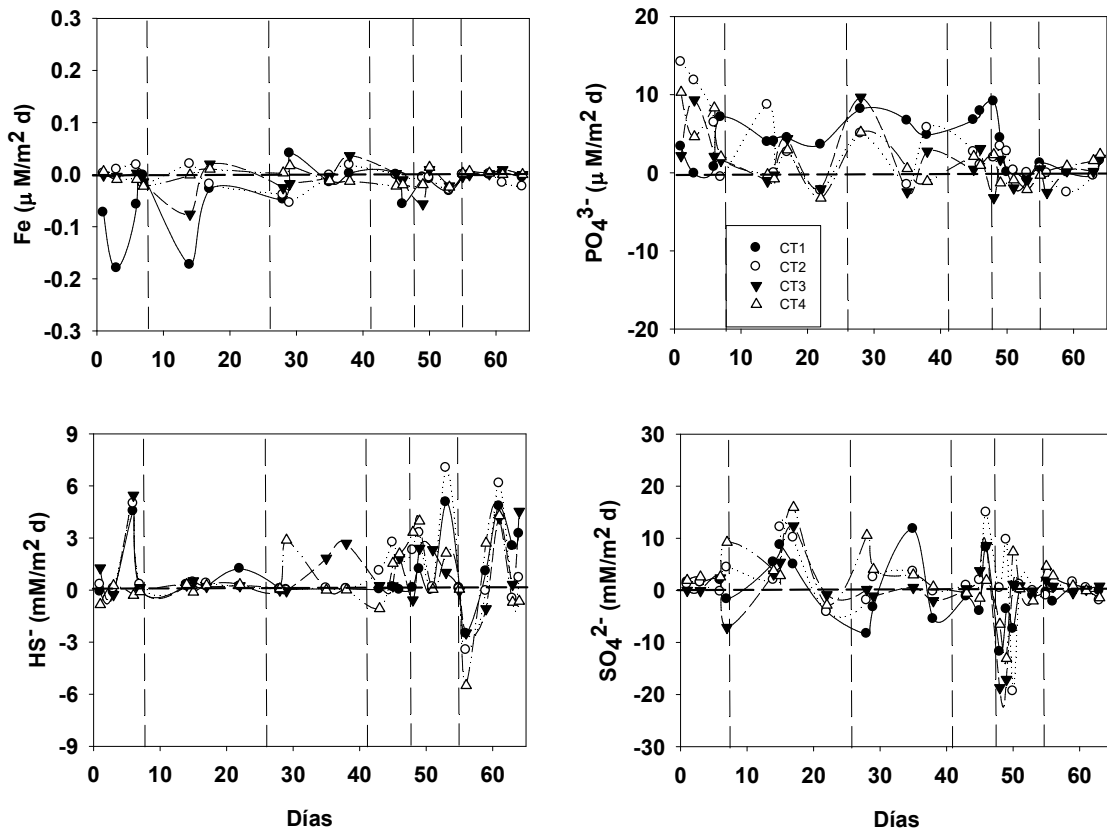 Fe (μ M/m² d)
0.3
0.2
0.1
0.0
-0.1
-0.2
-0.3
0 10 20 30 40 50 60
PO₄³⁻ (μ M/m² d)
20
10
0
-10
-20
CT1
CT2
CT3
CT4
0 10 20 30 40 50 60
HS⁻ (mM/m² d)
9
6
3
0
-3
-6
-9
0 10 20 30 40 50 60
Días
SO₄²⁻ (mM/m² d)
30
20
10
0
-10
-20
-30
0 10 20 30 40 50 60
Días